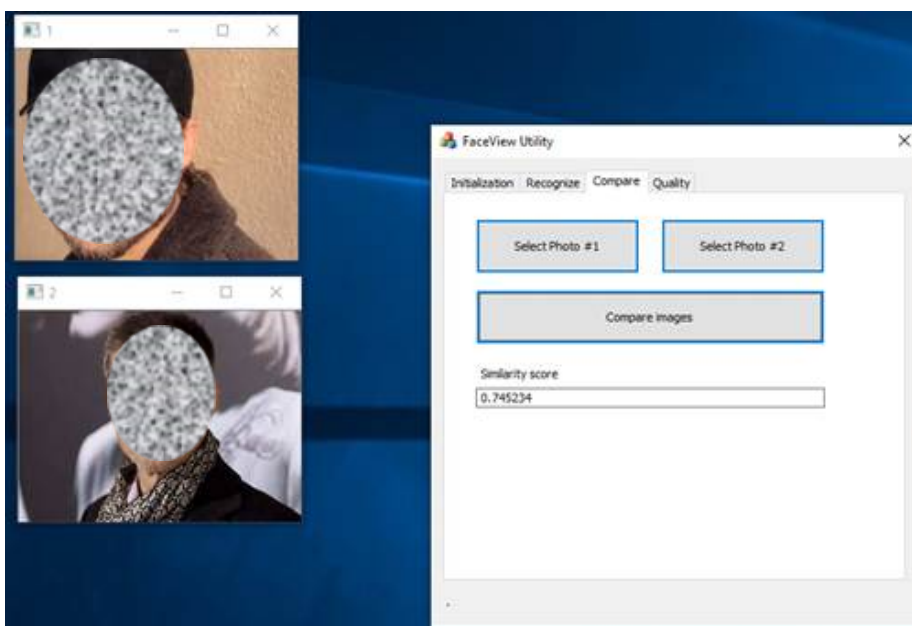 1
2
FaceView Utility
Initialization Recognize Compare Quality
Select Photo #1 Select Photo #2
Compare images
Similarity score
0.745234